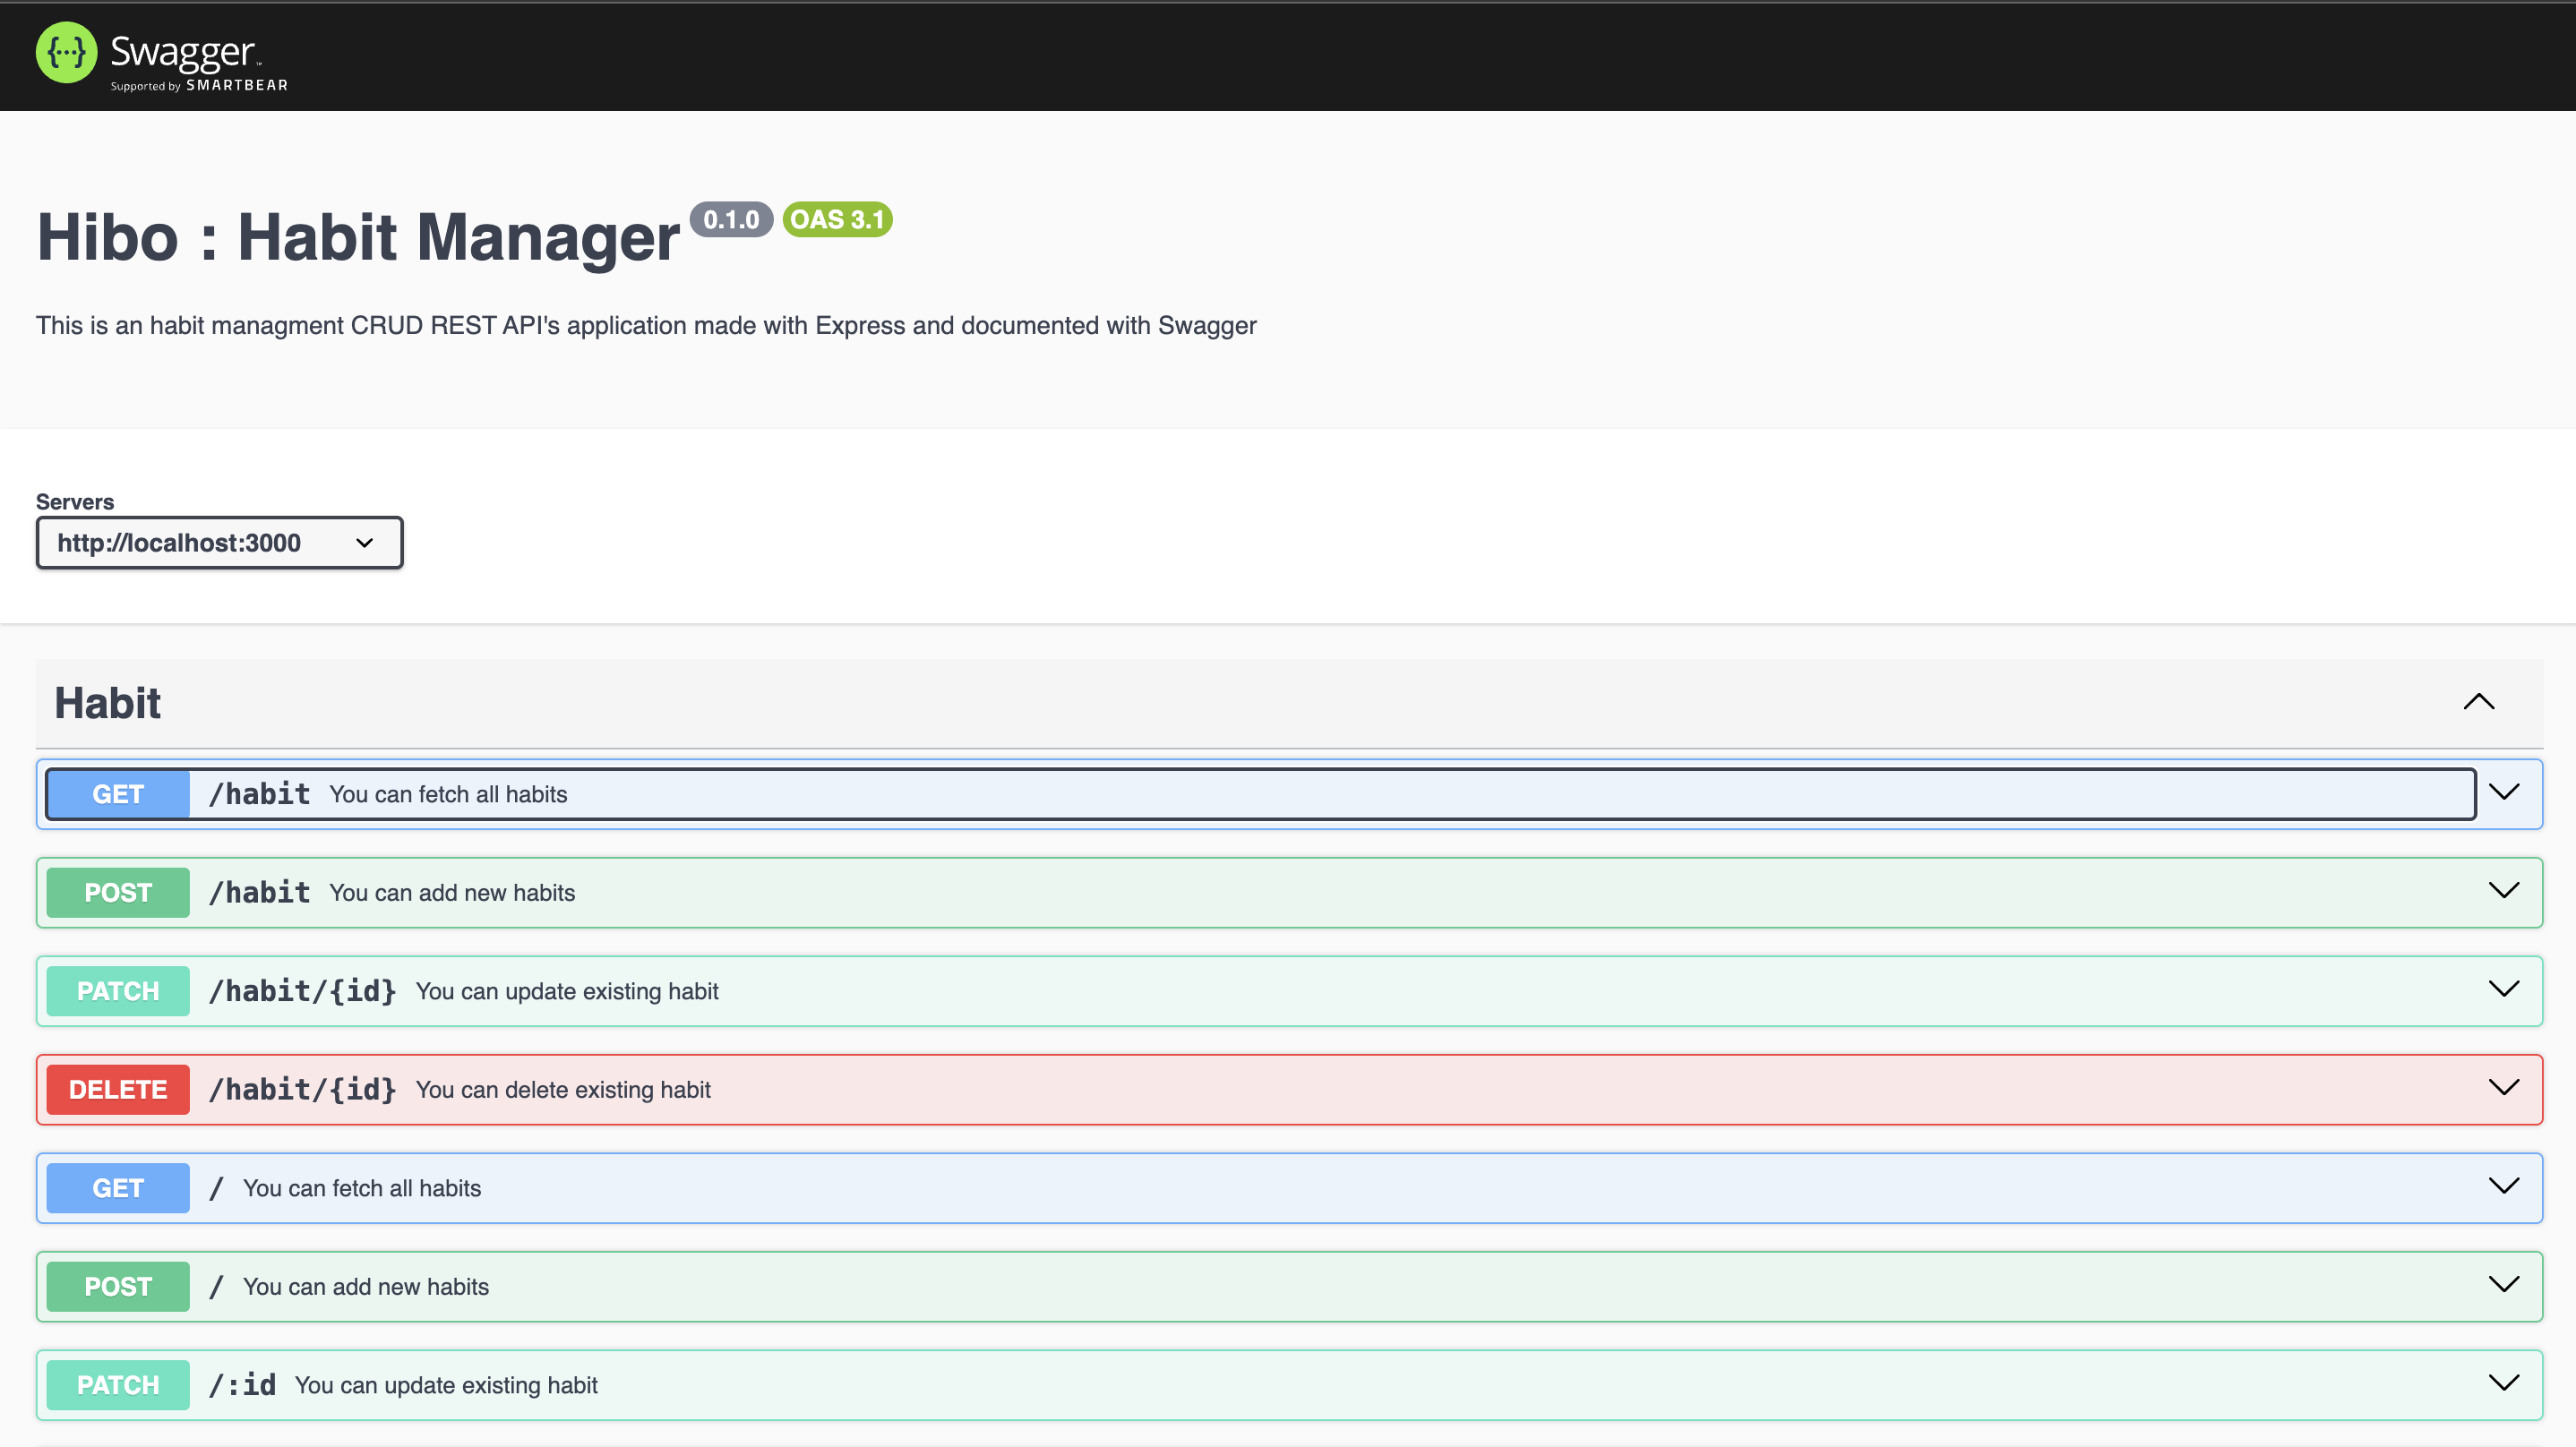 {···} Swagger™
Supported by SMARTBEAR
Hibo : Habit Manager 0.1.0 OAS 3.1
This is an habit managment CRUD REST API's application made with Express and documented with Swagger
Servers
http://localhost:3000
Habit
GET /habit You can fetch all habits
POST /habit You can add new habits
PATCH /habit/{id} You can update existing habit
DELETE /habit/{id} You can delete existing habit
GET / You can fetch all habits
POST / You can add new habits
PATCH /:id You can update existing habit